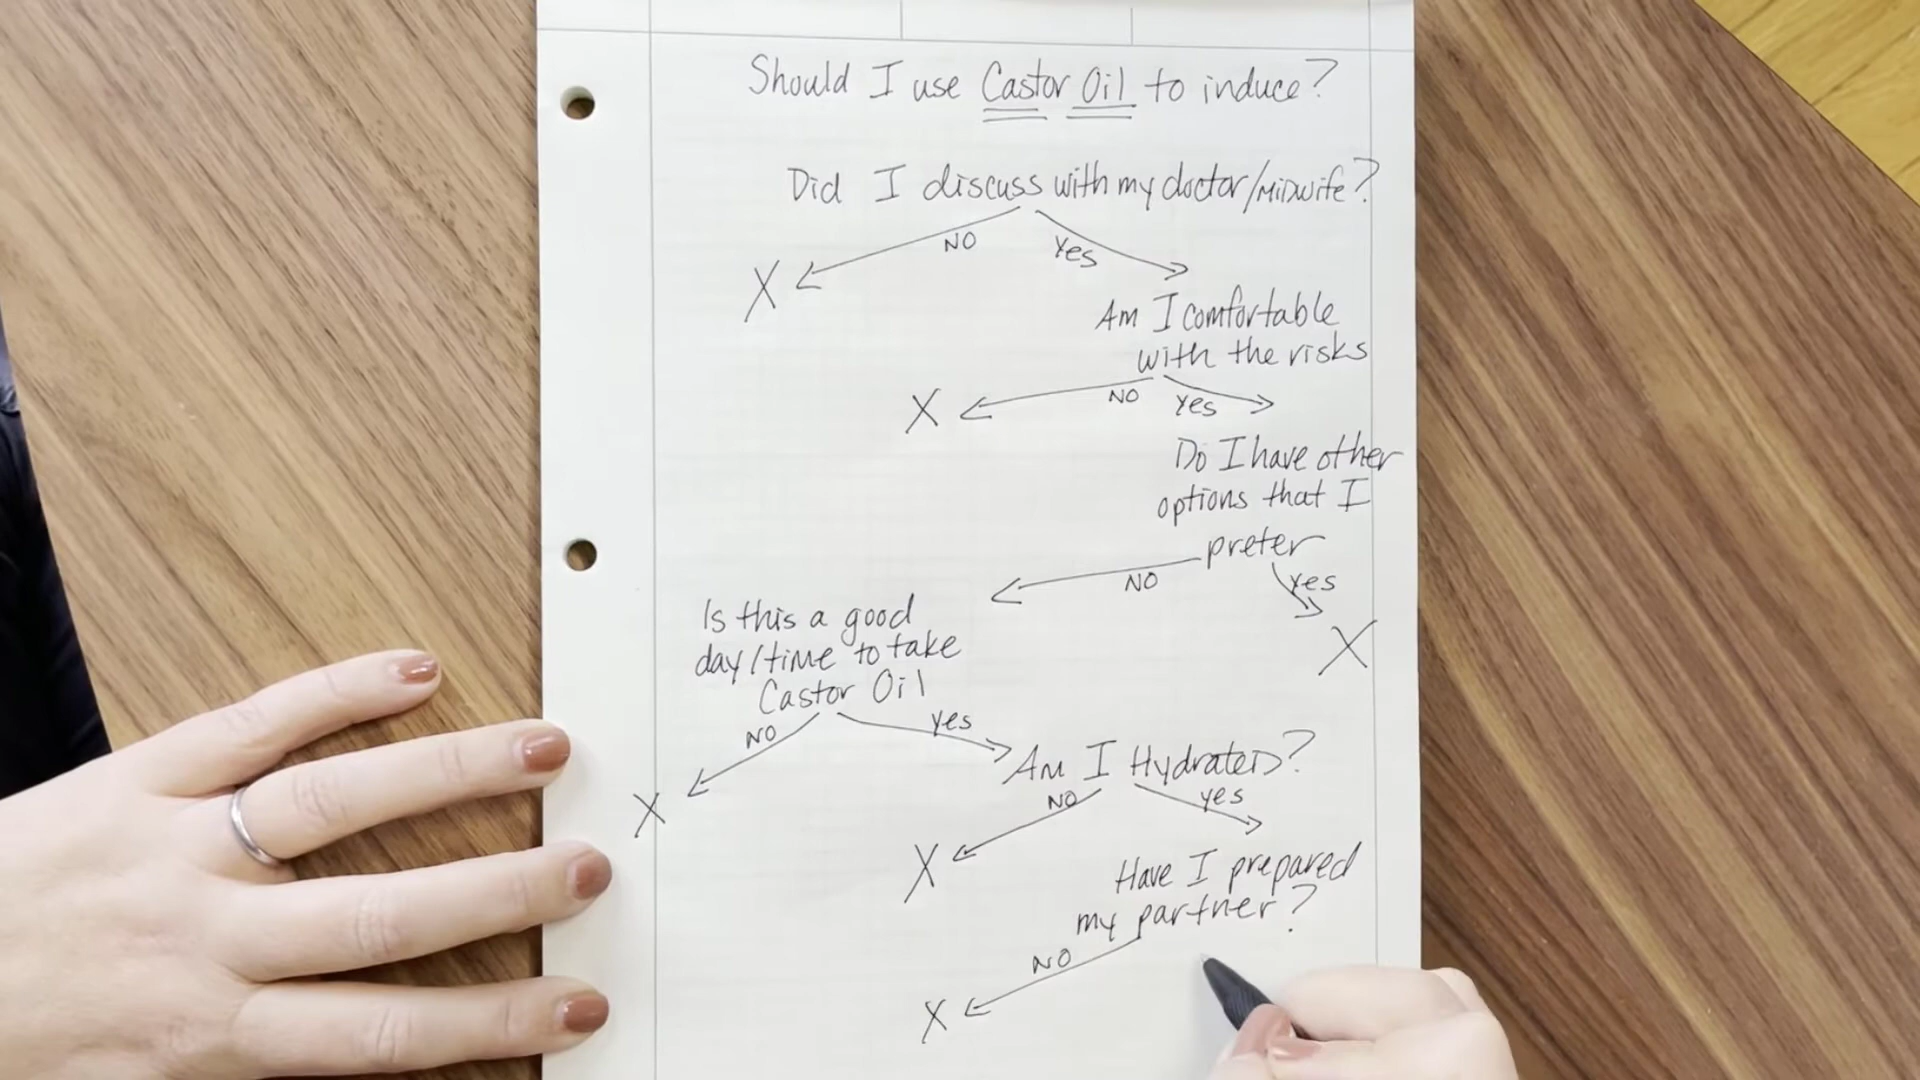 Should I use Castor Oil to induce?
Did I discuss with my doctor/midwife?
NO
Yes
X
Am I comfortable
with the risks
NO
Yes
X
Do I have other
options that I
prefer
NO
Yes
X
Is this a good
day/time to take
Castor Oil
NO
Yes
X
Am I Hydrated?
NO
Yes
X
Have I prepared
my partner?
NO
X